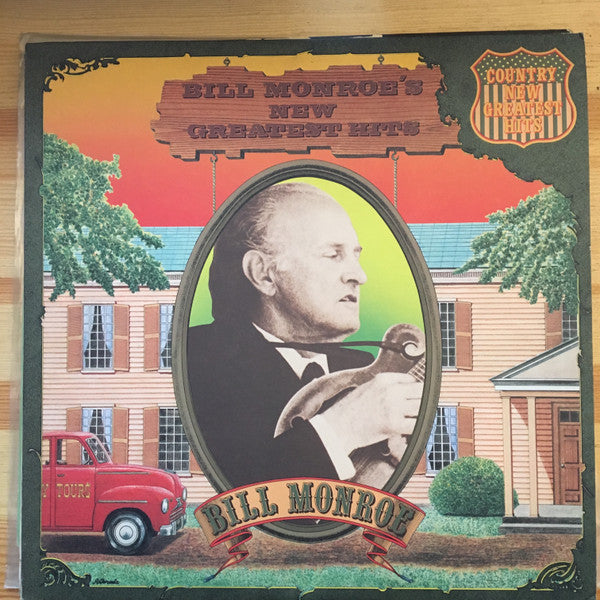 BILL MONROE'S
NEW
GREATEST HITS
COUNTRY
NEW
GREATEST
HITS
TOURS
BILL MONROE